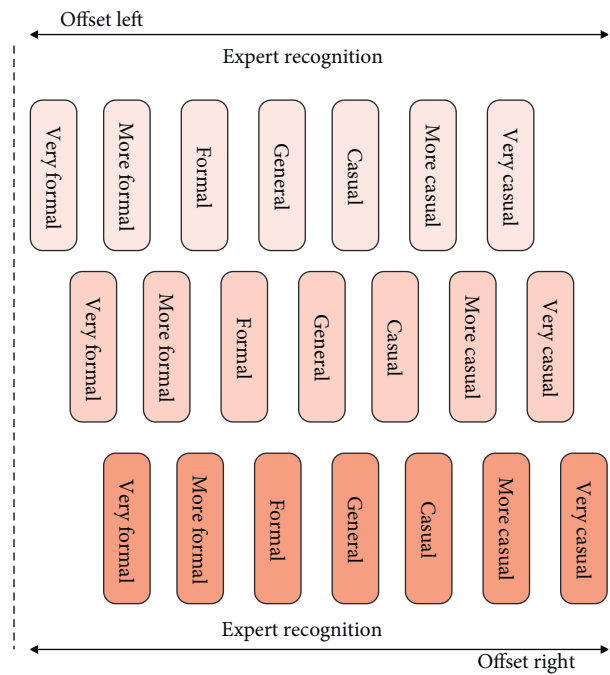 Offset left
Expert recognition
Very formal
More formal
Formal
General
Casual
More casual
Very casual
Very formal
More formal
Formal
General
Casual
More casual
Very casual
Very formal
More formal
Formal
General
Casual
More casual
Very casual
Expert recognition
Offset right